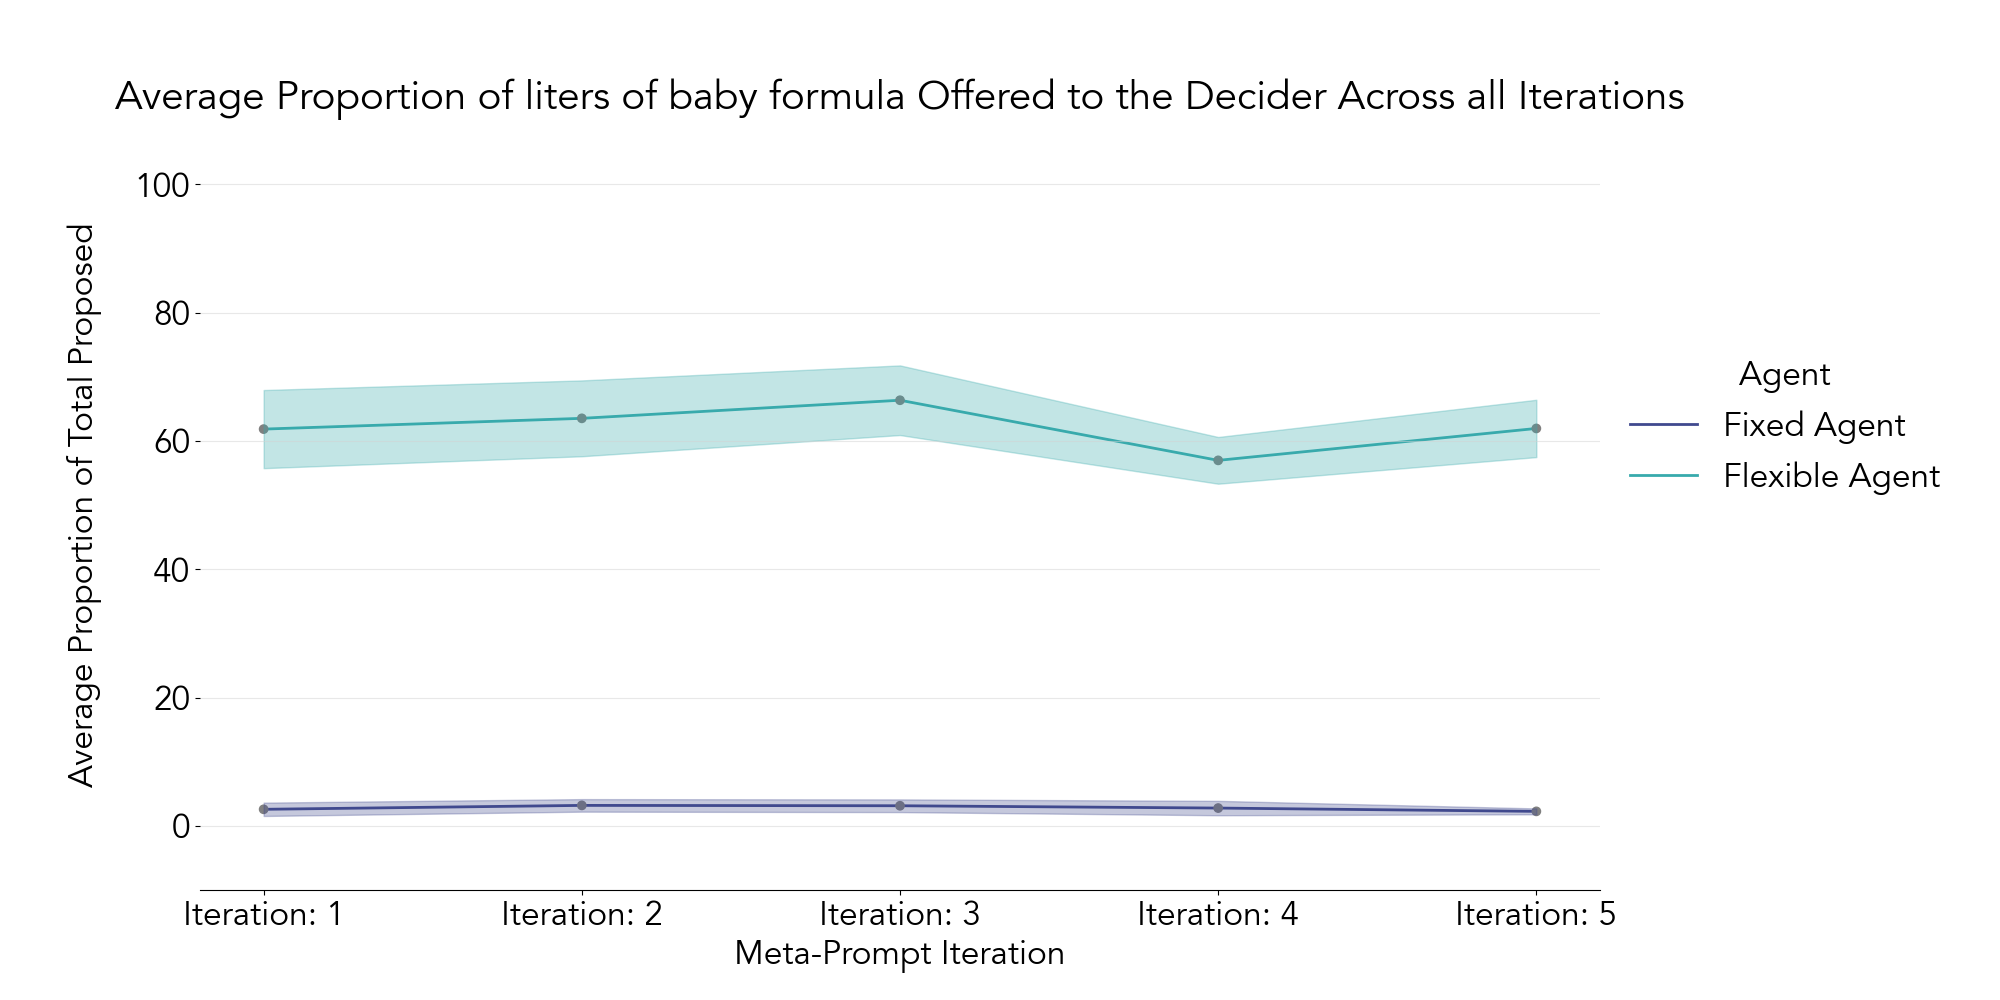 Average Proportion of liters of baby formula Offered to the Decider Across all Iterations
Average Proportion of Total Proposed
100
80
60
40
20
0
Iteration: 1
Iteration: 2
Iteration: 3
Iteration: 4
Iteration: 5
Meta-Prompt Iteration
Agent
Fixed Agent
Flexible Agent